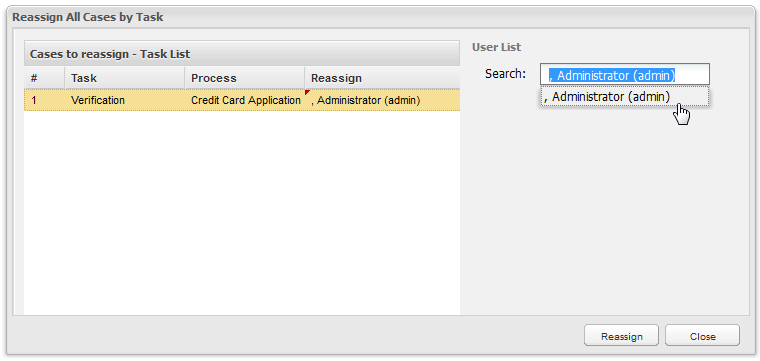 Reassign All Cases by Task
Cases to reassign - Task List
# Task Process Reassign
1 Verification Credit Card Application , Administrator (admin)
User List
Search: , Administrator (admin)
, Administrator (admin)
Reassign Close